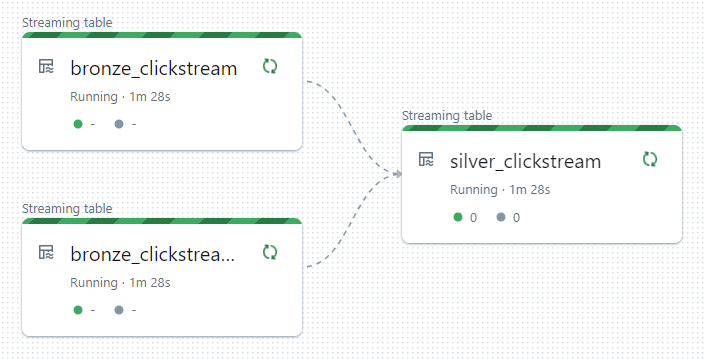 Streaming table
bronze_clickstream
Running · 1m 28s
- -
Streaming table
silver_clickstream
Running · 1m 28s
0 0
Streaming table
bronze_clickstrea...
Running · 1m 28s
- -